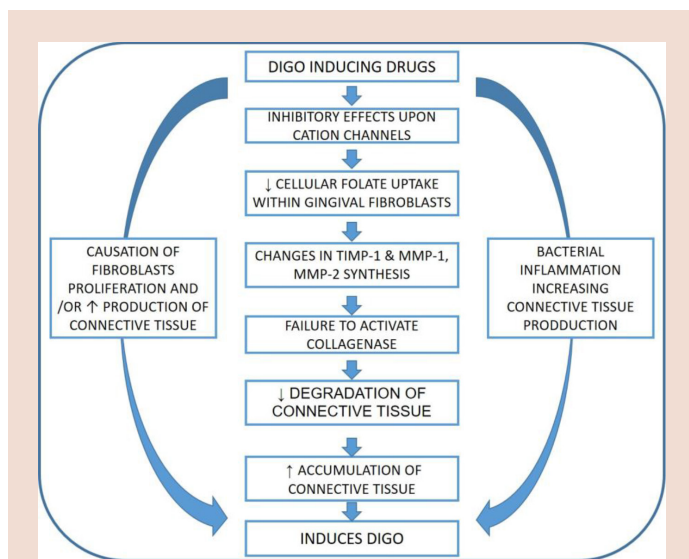 DIGO INDUCING DRUGS
INHIBITORY EFFECTS UPON
CATION CHANNELS
↓ CELLULAR FOLATE UPTAKE
WITHIN GINGIVAL FIBROBLASTS
CHANGES IN TIMP-1 & MMP-1,
MMP-2 SYNTHESIS
FAILURE TO ACTIVATE
COLLAGENASE
↓ DEGRADATION OF
CONNECTIVE TISSUE
↑ ACCUMULATION OF
CONNECTIVE TISSUE
INDUCES DIGO
CAUSATION OF
FIBROBLASTS
PROLIFERATION AND
/OR ↑ PRODUCTION OF
CONNECTIVE TISSUE
BACTERIAL
INFLAMMATION
INCREASING
CONNECTIVE TISSUE
PRODUCTION